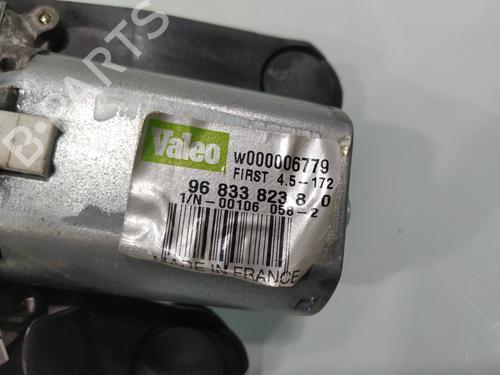 B-PARTS
Valeo
W000006779
FIRST 4.5--172
96 833 823 8 0
1/N-00106 058-2
MADE IN FRANCE